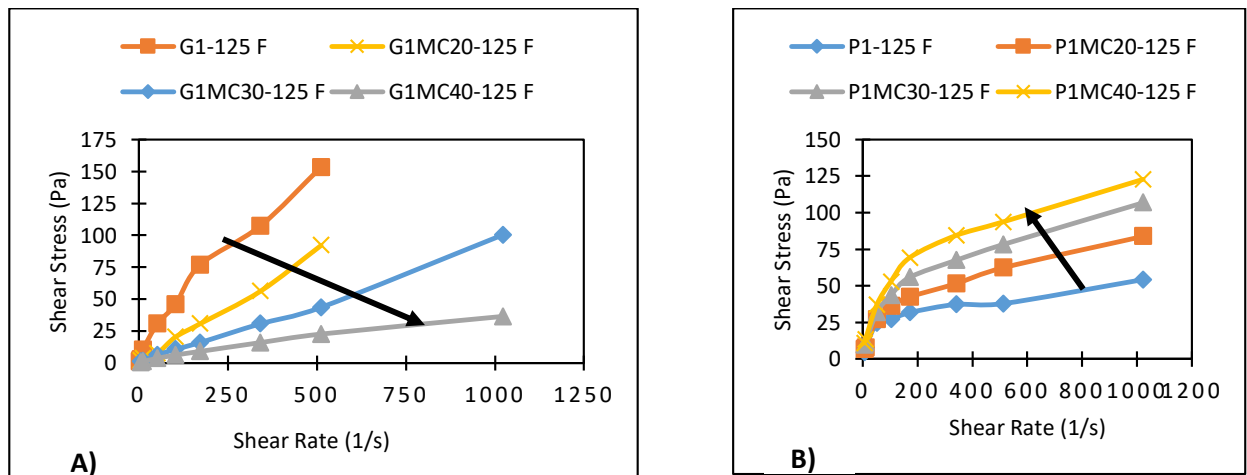 G1-125 F G1MC20-125 F
G1MC30-125 F G1MC40-125 F
175
150
125
100
75
50
25
0
Shear Stress (Pa)
0 250 500 750 1000 1250
Shear Rate (1/s)
A)
P1-125 F P1MC20-125 F
P1MC30-125 F P1MC40-125 F
150
125
100
75
50
25
0
Shear Stress (Pa)
0 200 400 600 800 1000 1200
Shear Rate (1/s)
B)